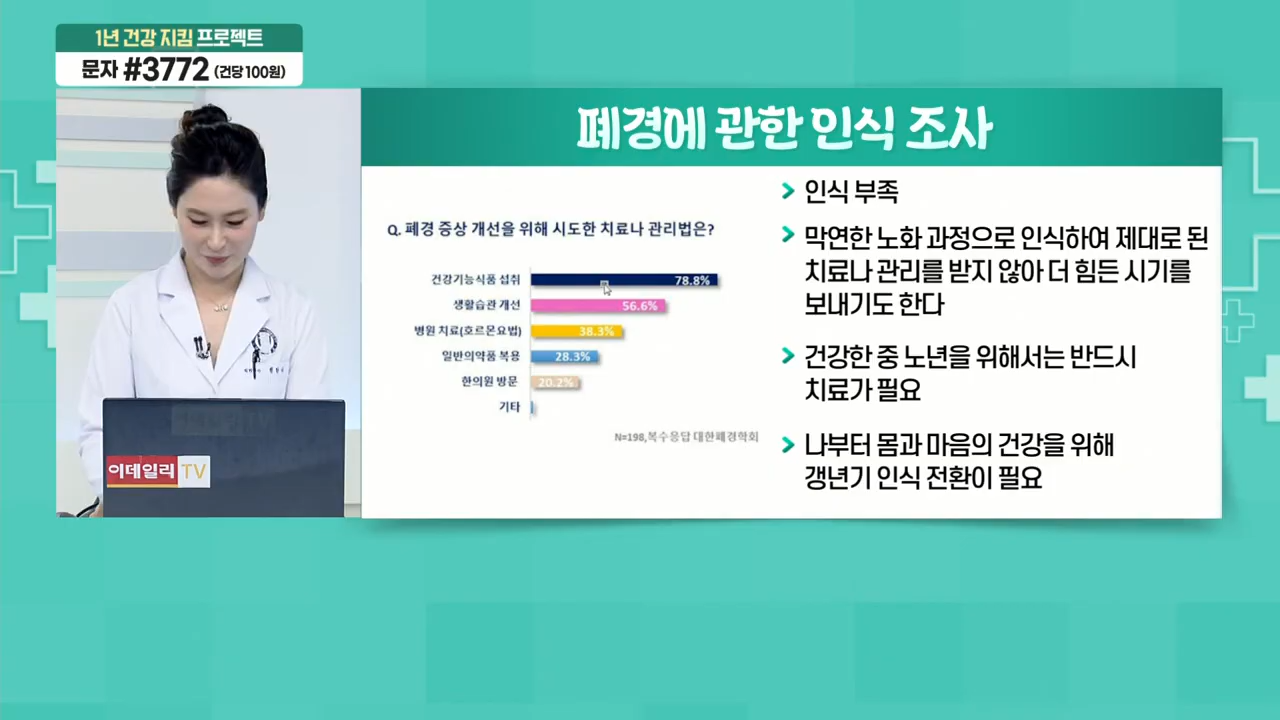 1년 건강 지킴 프로젝트
문자 #3772 (건당 100원)
폐경에 관한 인식 조사
Q. 폐경 증상 개선을 위해 시도한 치료나 관리법은?
건강기능식품 섭취 78.8%
생활습관 개선 56.6%
병원 치료(호르몬요법) 38.3%
일반의약품 복용 28.3%
한의원 방문 20.2%
기타
N=198,복수응답 대한폐경학회
인식 부족
막연한 노화 과정으로 인식하여 제대로 된
치료나 관리를 받지 않아 더 힘든 시기를
보내기도 한다
건강한 중 노년을 위해서는 반드시
치료가 필요
나부터 몸과 마음의 건강을 위해
갱년기 인식 전환이 필요
이데일리 TV